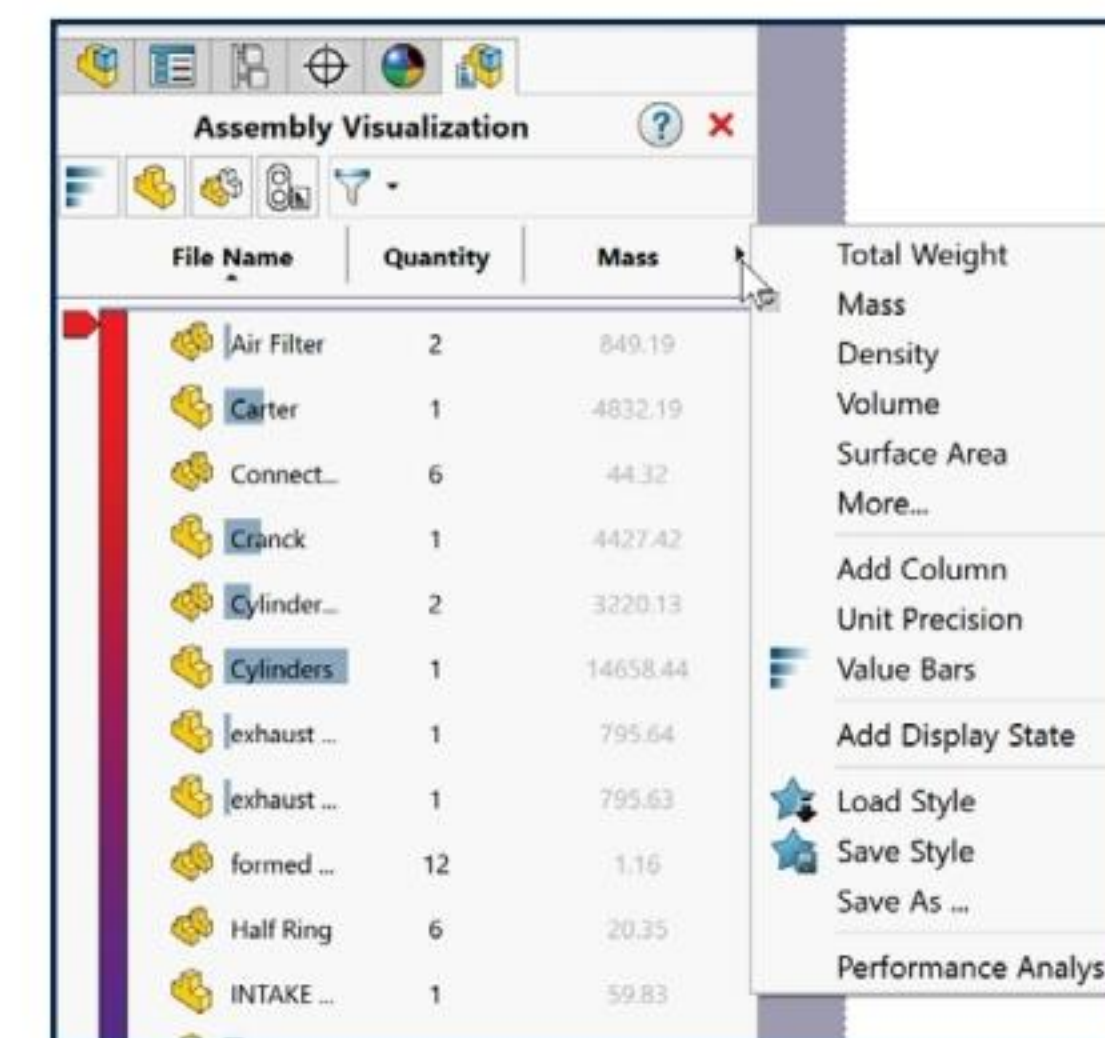 Assembly Visualization ?
File Name Quantity Mass
Air Filter 2 849.19
Carter 1 4832.19
Connect... 6 44.32
Cranck 1 4427.42
Cylinder... 2 3220.13
Cylinders 1 14658.44
exhaust ... 1 795.64
exhaust ... 1 795.63
formed ... 12 1.16
Half Ring 6 20.35
INTAKE ... 1 59.83
Total Weight
Mass
Density
Volume
Surface Area
More...
Add Column
Unit Precision
Value Bars
Add Display State
Load Style
Save Style
Save As ...
Performance Analys